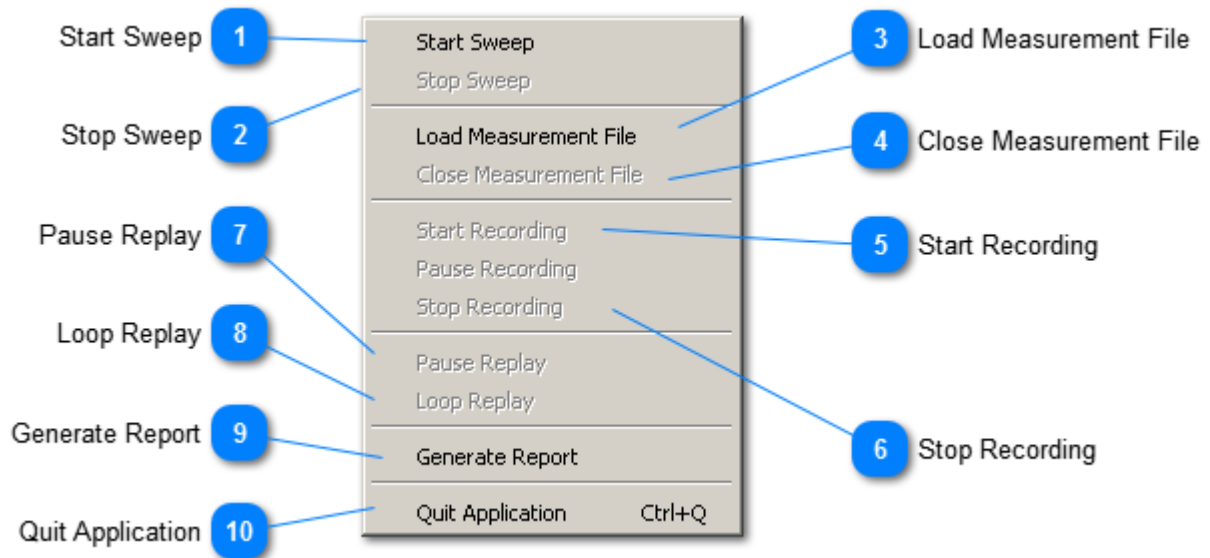 Start Sweep 1
Stop Sweep 2
Pause Replay 7
Loop Replay 8
Generate Report 9
Quit Application 10
Start Sweep
Stop Sweep
Load Measurement File
Close Measurement File
Start Recording
Pause Recording
Stop Recording
Pause Replay
Loop Replay
Generate Report
Quit Application Ctrl+Q
3 Load Measurement File
4 Close Measurement File
5 Start Recording
6 Stop Recording